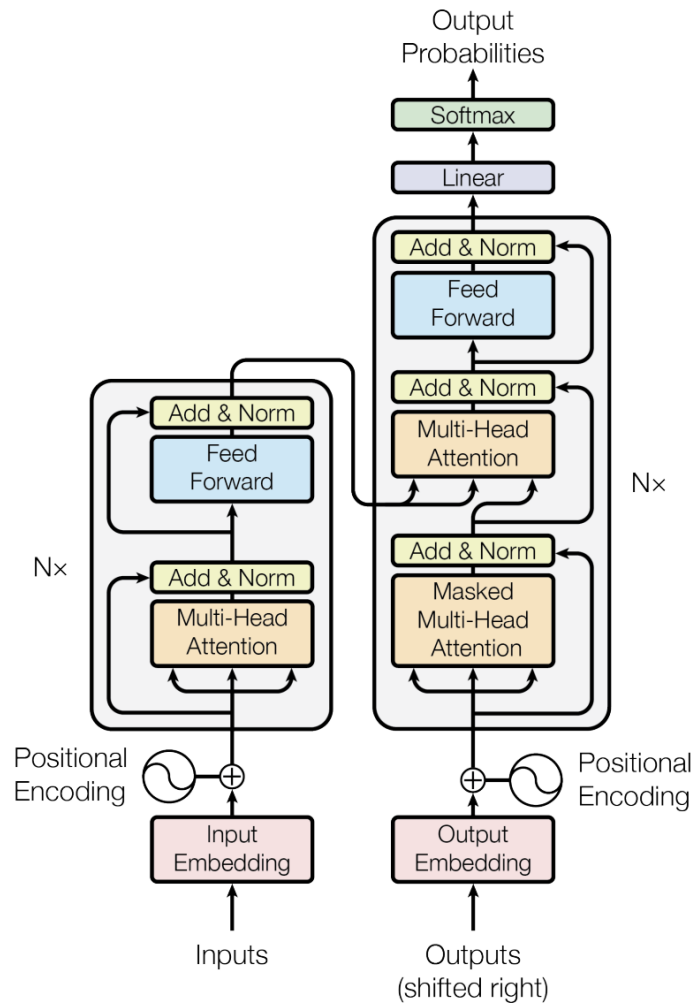 Output
Probabilities
Softmax
Linear
Add & Norm
Feed
Forward
Add & Norm
Multi-Head
Attention
Nx
Add & Norm
Masked
Multi-Head
Attention
Add & Norm
Feed
Forward
Nx
Add & Norm
Multi-Head
Attention
Positional
Encoding
Positional
Encoding
Input
Embedding
Output
Embedding
Inputs
Outputs
(shifted right)